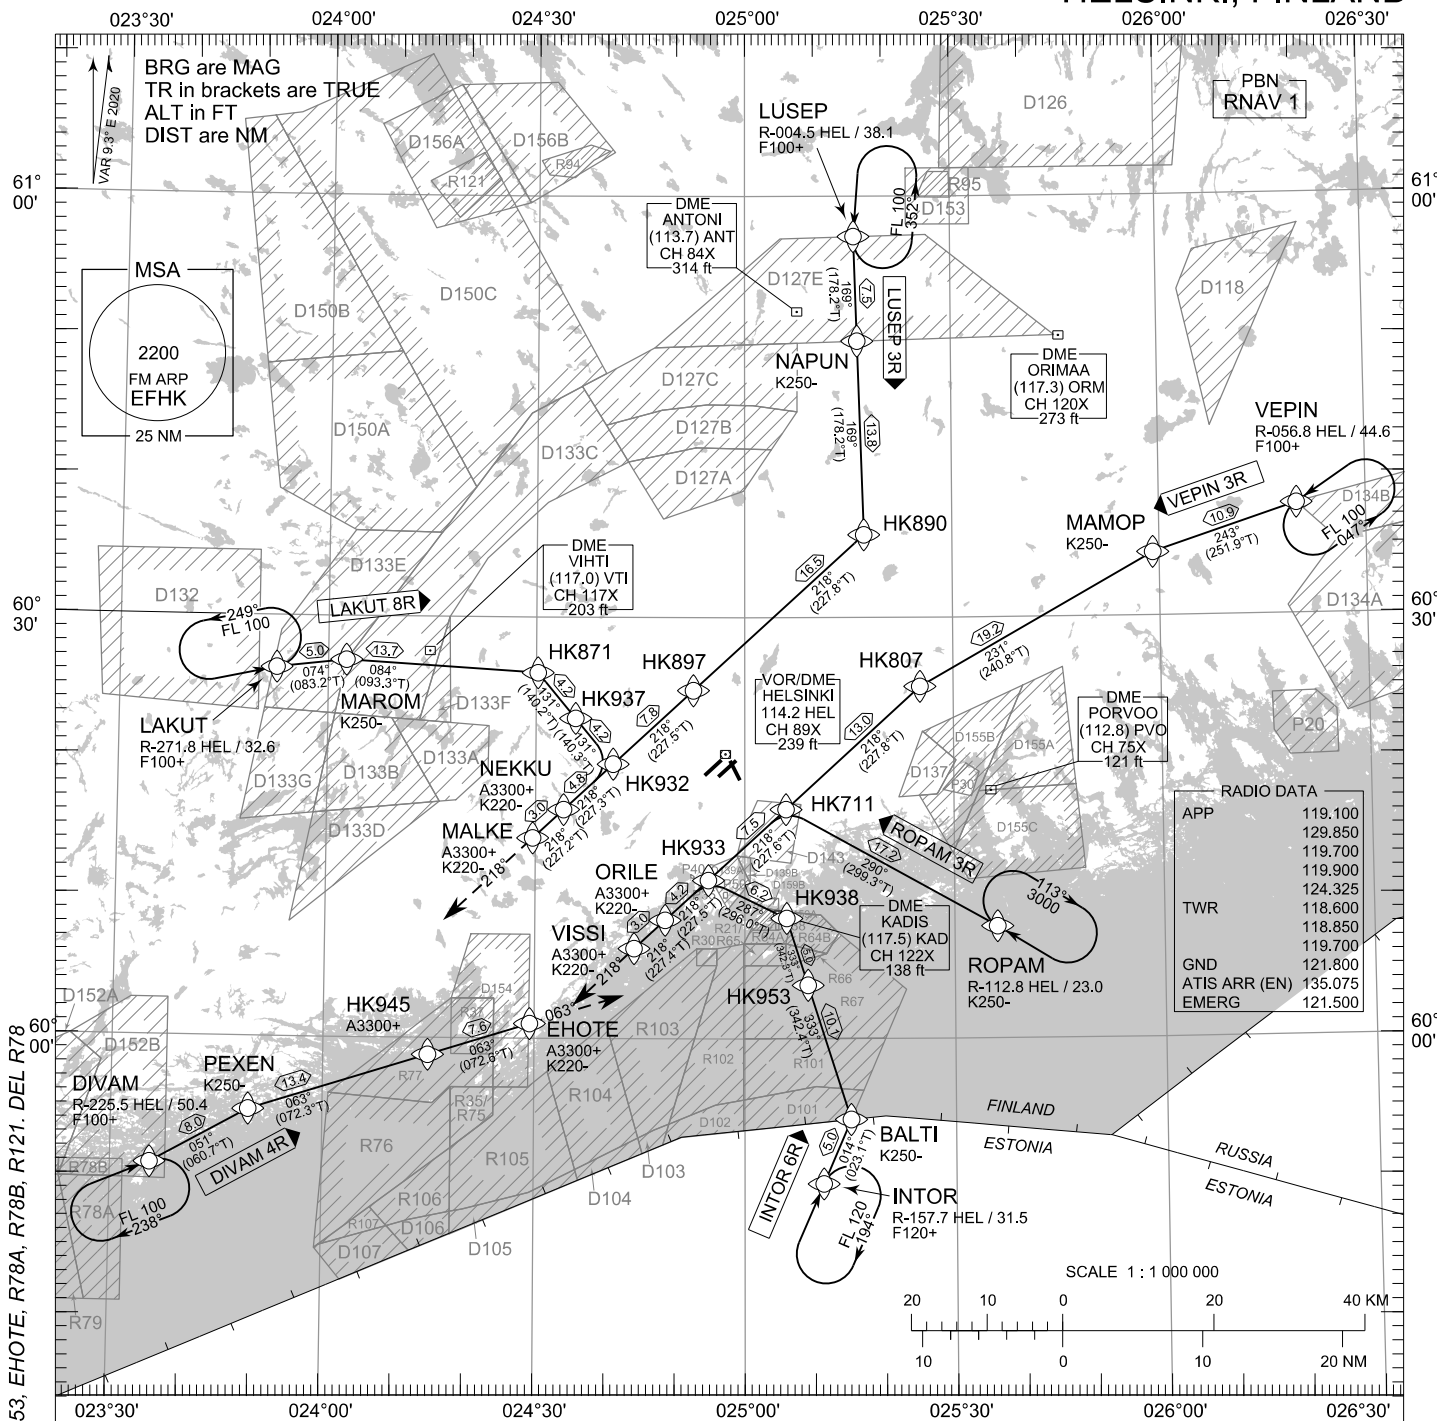 HELSINKI, FINLAND
023°30'
024°00'
024°30'
025°00'
025°30'
026°00'
026°30'
BRG are MAG
TR in brackets are TRUE
ALT in FT
DIST are NM
VAR 9.3° E 2020
PBN
RNAV 1
61°
00'
61°
00'
60°
30'
60°
30'
60°
00'
60°
00'
MSA
2200
FM ARP
EFHK
25 NM
D156A
D156B
R94
R121
D150C
D150B
D150A
D126
R95
D153
D127E
D127C
D127B
D127A
D133C
D118
D134B
D134A
LUSEP
R-004.5 HEL / 38.1
F100+
FL 100
352°
DME
ANTONI
(113.7) ANT
CH 84X
314 ft
7.5
169°
(178.2°T)
LUSEP 3R
NAPUN
K250-
DME
ORIMAA
(117.3) ORM
CH 120X
273 ft
13.8
169°
(178.2°T)
VEPIN
R-056.8 HEL / 44.6
F100+
VEPIN 3R
FL 100
047°
10.9
243°
(251.9°T)
MAMOP
K250-
HK890
16.5
218°
(227.8°T)
19.2
231°
(240.8°T)
DME
VIHTI
(117.0) VTI
CH 117X
203 ft
D132
D133E
249°
FL 100
LAKUT 8R
5.0
074°
(083.2°T)
13.7
084°
(093.3°T)
MAROM
K250-
LAKUT
R-271.8 HEL / 32.6
F100+
D133F
D133A
D133B
D133G
D133D
HK871
4.2
131°
(140.2°T)
HK937
4.2
131°
(140.3°T)
HK897
7.8
218°
(227.5°T)
HK932
NEKKU
A3300+
K220-
4.8
218°
(227.3°T)
MALKE
A3300+
K220-
3.0
218°
(227.2°T)
218°
VOR/DME
HELSINKI
114.2 HEL
CH 89X
239 ft
HK807
13.0
218°
(227.8°T)
DME
PORVOO
(112.8) PVO
CH 75X
121 ft
D155B
D155A
D137
D155C
P20
HK711
7.5
218°
(227.6°T)
HK933
ROPAM 3R
17.2
290°
(299.3°T)
113°
3000
ROPAM
R-112.8 HEL / 23.0
K250-
D143
D139B
D159B
ORILE
A3300+
K220-
4.2
218°
(227.5°T)
6.2
287°
(296.0°T)
HK938
DME
KADIS
(117.5) KAD
CH 122X
138 ft
VISSI
A3300+
K220-
3.0
218°
(227.4°T)
218°
5.0
333°
(342.3°T)
HK953
R64B
R66
R67
R30
R65
RADIO DATA
APP 119.100
129.850
119.700
119.900
124.325
TWR 118.600
118.850
119.700
GND 121.800
ATIS ARR (EN) 135.075
EMERG 121.500
10.1
333°
(342.4°T)
D152A
D152B
D154
R37
HK945
A3300+
7.6
063°
(072.6°T)
063°
EHOTE
A3300+
K220-
PEXEN
K250-
13.4
063°
(072.3°T)
DIVAM
R-225.5 HEL / 50.4
F100+
8.0
051°
(060.7°T)
DIVAM 4R
FL 100
238°
R78B
R78A
R79
R77
R76
R35/
R75
R103
R102
R101
R104
R105
R106
R107
D101
D102
D103
D104
D105
D106
D107
BALTI
K250-
5.0
014°
(023.1°T)
INTOR 6R
INTOR
R-157.7 HEL / 31.5
F120+
FL 120
194°
FINLAND
ESTONIA
RUSSIA
ESTONIA
SCALE 1 : 1 000 000
20 10 0 20 40 KM
10 0 10 20 NM
53, EHOTE, R78A, R78B, R121. DEL R78
023°30'
024°00'
024°30'
025°00'
025°30'
026°00'